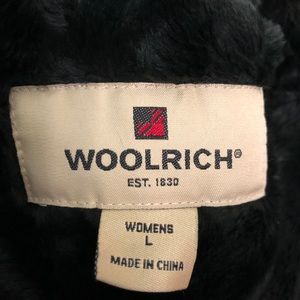 WOOLRICH®
EST. 1830
WOMENS
L
MADE IN CHINA